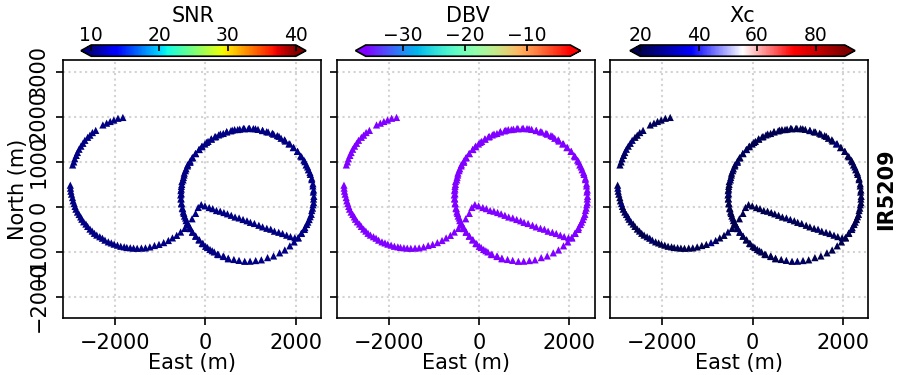 SNR DBV Xc
10 20 30 40 −30 −20 −10 20 40 60 80
3000
2000
1000
0
−1000
−2000
North (m)
IR5209
−2000 0 2000 −2000 0 2000 −2000 0 2000
East (m) East (m) East (m)